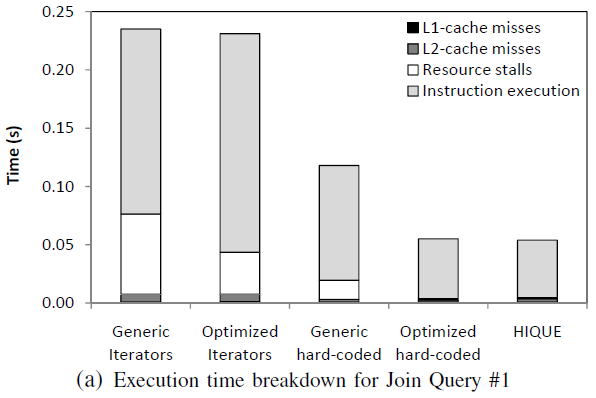 0.25
0.20
0.15
0.10
0.05
0.00
Time (s)
L1-cache misses
L2-cache misses
Resource stalls
Instruction execution
Generic Iterators
Optimized Iterators
Generic hard-coded
Optimized hard-coded
HIQUE
(a) Execution time breakdown for Join Query #1